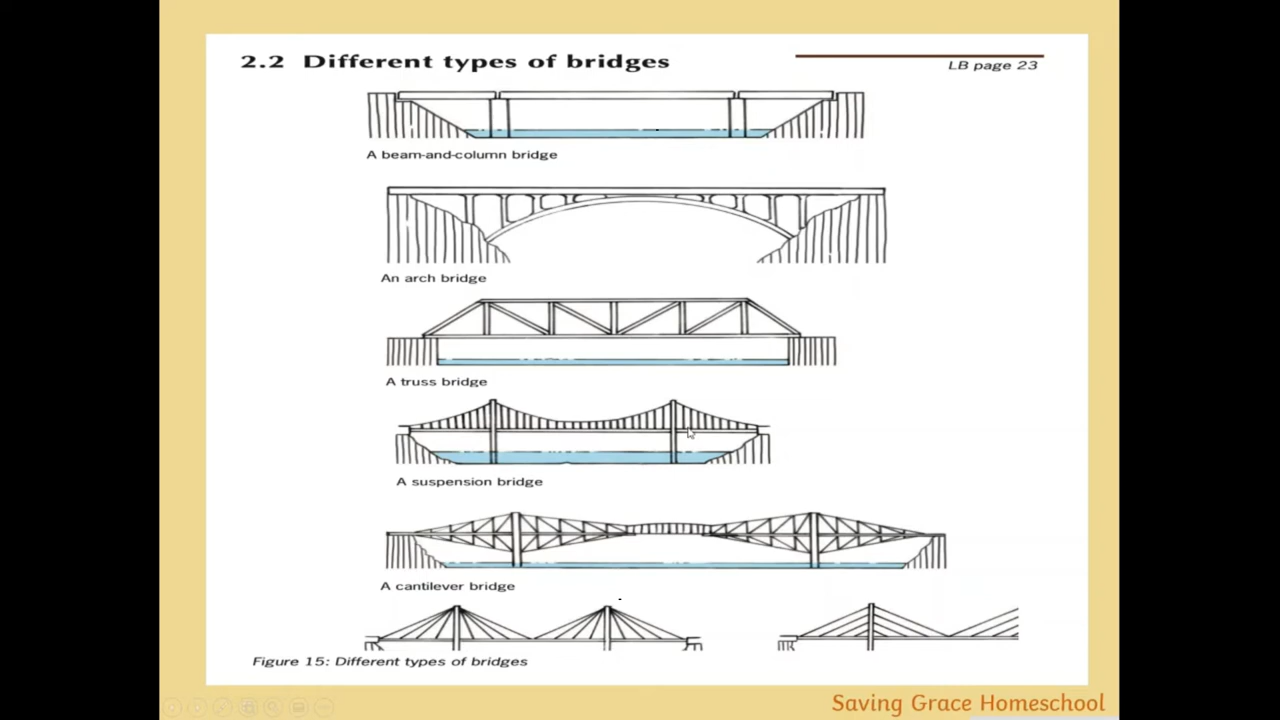 2.2 Different types of bridges
LB page 23
A beam-and-column bridge
An arch bridge
A truss bridge
A suspension bridge
A cantilever bridge
Figure 15: Different types of bridges
Saving Grace Homeschool